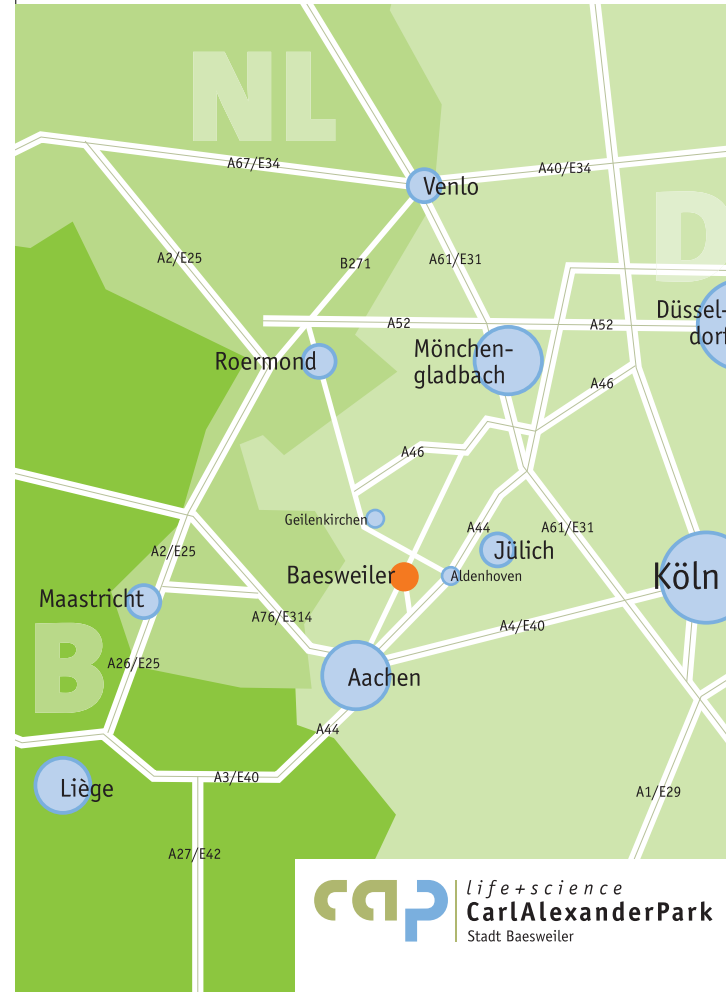 NL
A67/E34
A40/E34
Venlo
D
A2/E25
B271
A61/E31
Düssel-
dorf
A52
A52
Mönchen-
gladbach
Roermond
A46
A46
Geilenkirchen
A44
A61/E31
A2/E25
Jülich
Baesweiler
Aldenhoven
Köln
Maastricht
A76/E314
A4/E40
B
A26/E25
Aachen
A44
A3/E40
Liège
A1/E29
A27/E42
cap
life+science
CarlAlexanderPark
Stadt Baesweiler